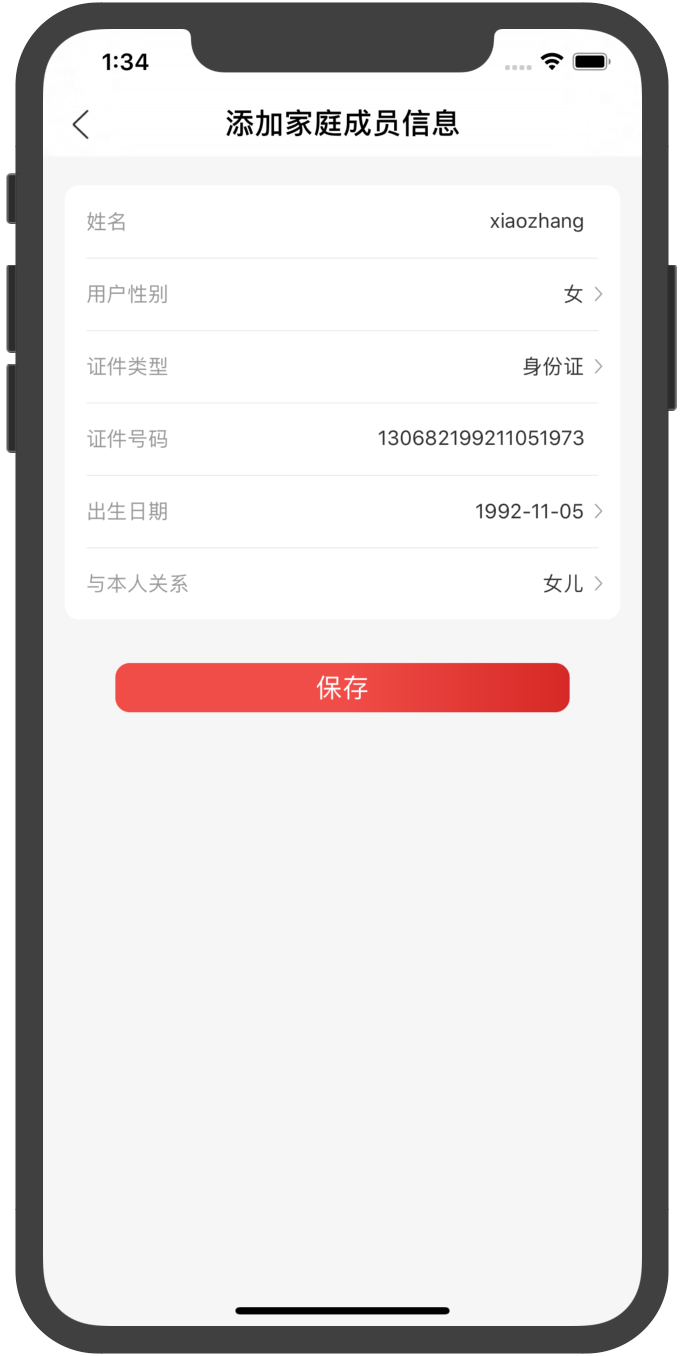 1:34
添加家庭成员信息
姓名 xiaozhang
用户性别 女
证件类型 身份证
证件号码 130682199211051973
出生日期 1992-11-05
与本人关系 女儿
保存